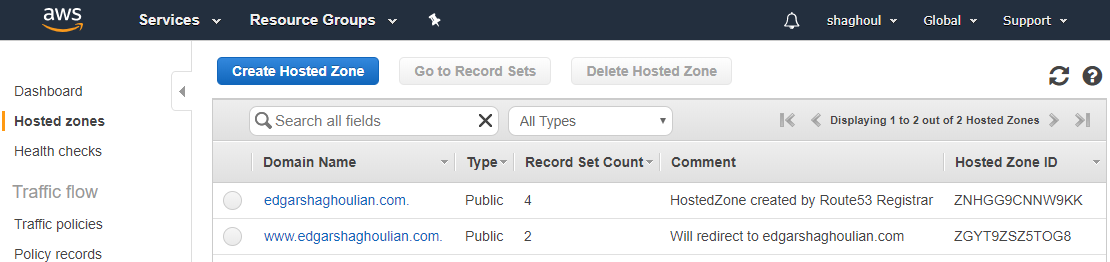 aws Services Resource Groups shaghoul Global Support
Create Hosted Zone Go to Record Sets Delete Hosted Zone
Dashboard
Hosted zones
Health checks
Traffic flow
Traffic policies
Policy records
Search all fields All Types Displaying 1 to 2 out of 2 Hosted Zones
Domain Name Type Record Set Count Comment Hosted Zone ID
edgarshaghoulian.com. Public 4 HostedZone created by Route53 Registrar ZNHGG9CNNW9KK
www.edgarshaghoulian.com. Public 2 Will redirect to edgarshaghoulian.com ZGYT9ZSZ5TOG8